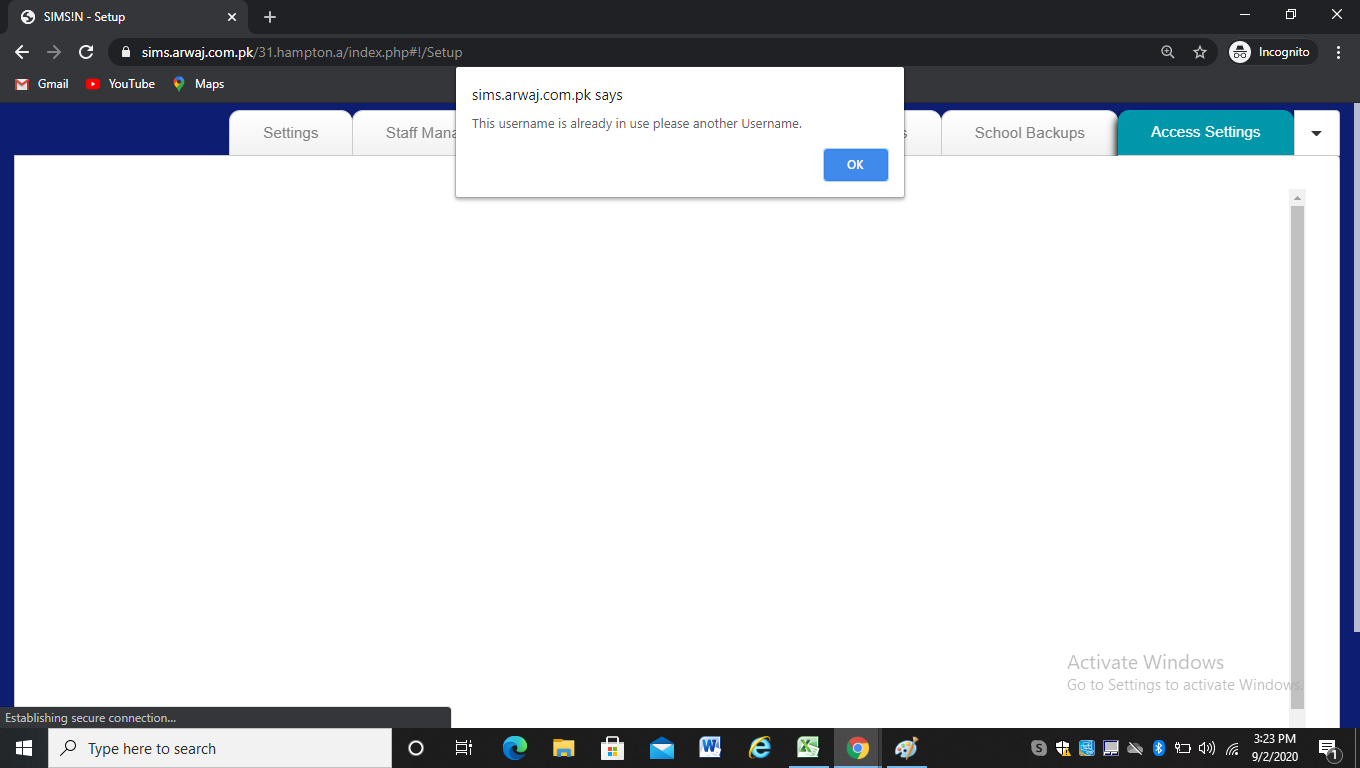 SIMS!N - Setup
sims.arwaj.com.pk/31.hampton.a/index.php#!/Setup
Incognito
Gmail
YouTube
Maps
sims.arwaj.com.pk says
This username is already in use please another Username.
OK
Settings
Staff Mana
s
School Backups
Access Settings
Activate Windows
Go to Settings to activate Windows.
Establishing secure connection...
Type here to search
3:23 PM
9/2/2020
1